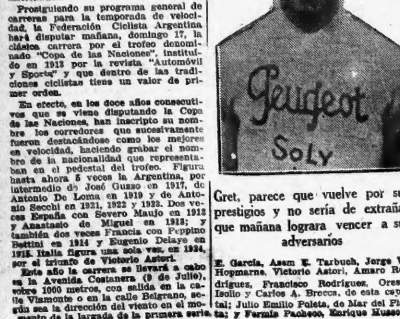 Prosiguiendo su programa general de
carreras para la temporada de veloci-
dad, la Federación Ciclista Argentina
hará disputar mañana, domingo 17, la
clásica carrera por el trofeo denomi-
nado "Copa de las Naciones", institui-
do en 1913 por la revista "Automóvil
y Sports" y que dentro de las tradi-
ciones ciclistas tiene un valor de pri-
mer orden.
En efecto, en los doce años consecuti-
vos que se viene disputando la Copa
de las Naciones, han inscripto su nom-
bre los corredores que sucesivamente
fueron destacándose como los mejores
en velocidad, haciendo grabar el nom-
bre de la nacionalidad que representa-
ban en el pedestal del trofeo. Figura
hasta ahora 5 veces la Argentina, por
intermedio de José Guzzo en 1917, de
Antonio De Loma en 1919 y de Anto-
nio Secchi en 1921, 1922 y 1923. Dos ve-
ces España con Severo Maujo en 1912
y Anastasio de Miguel en 1918; y
también dos veces Francia con Peppino
Bettini en 1914 y Eugenio Delaye en
1915. Italia figura una sola vez, en 1924,
por el triunfo de Victorio Astori.
Este año la carrera se llevará a cabo
en la Avenida Costanera (9 de Julio),
sobre 1000 metros, con salida en la ca-
lle Viamonte o en la calle Belgrano, se-
gún sea la dirección del viento en el mo-
mento de la largada de la primera serie.
Peugeot
SOLY
Gret, parece que vuelve por su
prestigios y no sería de extraña
que mañana lograra vencer a su
adversarios
E. García, Asem E. Tarbuch, Jorge
Hopmarne, Victorio Astori, Amaro Ro
dríguez, Francisco Rodríguez, Ores
Isolio y Carlos A. Brecca, de esta capi
tal; Julio Emilio Poleta, de Mar del Pla
ta; y Fermín Pacheco, Enrique Musse